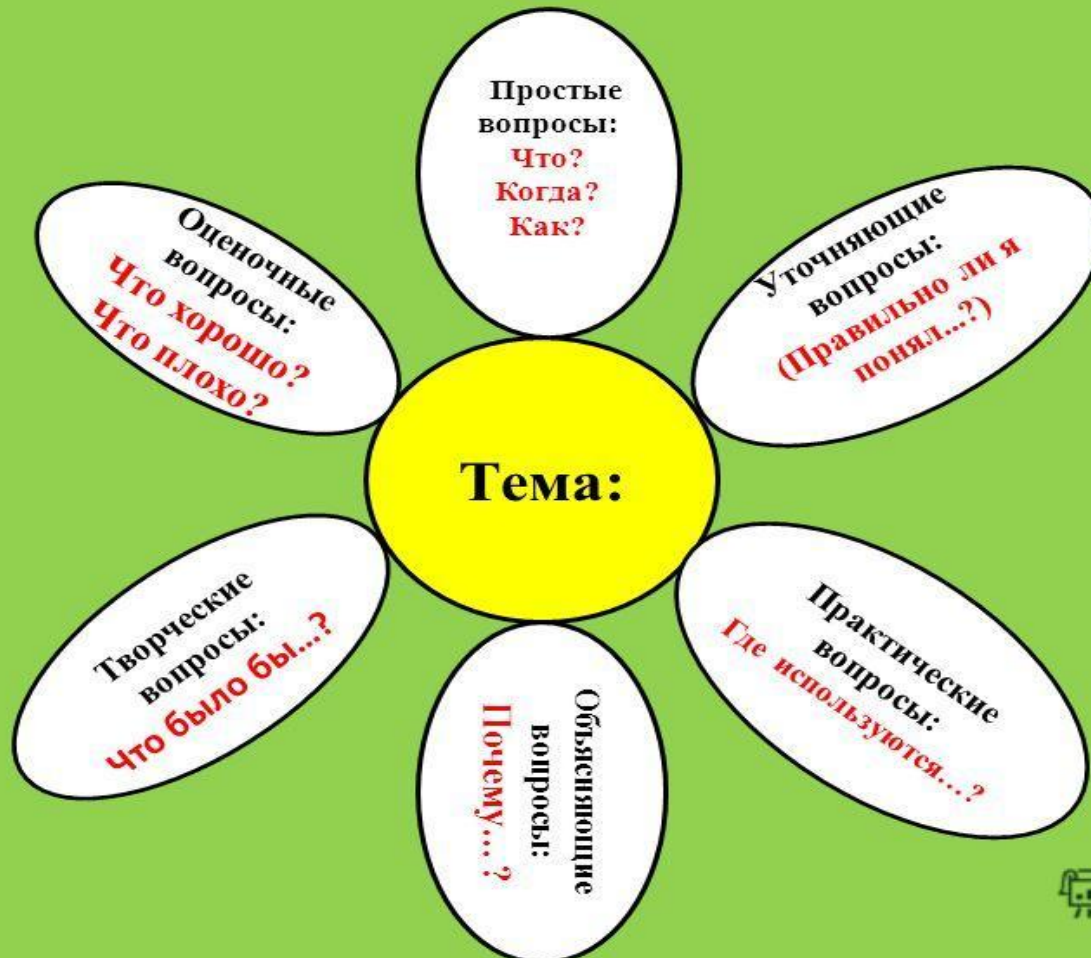 Простые
вопросы:
Что?
Когда?
Как?
Уточняющие
вопросы:
(Правильно ли я
понял...?)
Практические
вопросы:
Где используются...?
Объясняющие
вопросы:
Почему... ?
Творческие
вопросы:
Что было бы...?
Оценочные
вопросы:
Что хорошо?
Что плохо?
Тема: